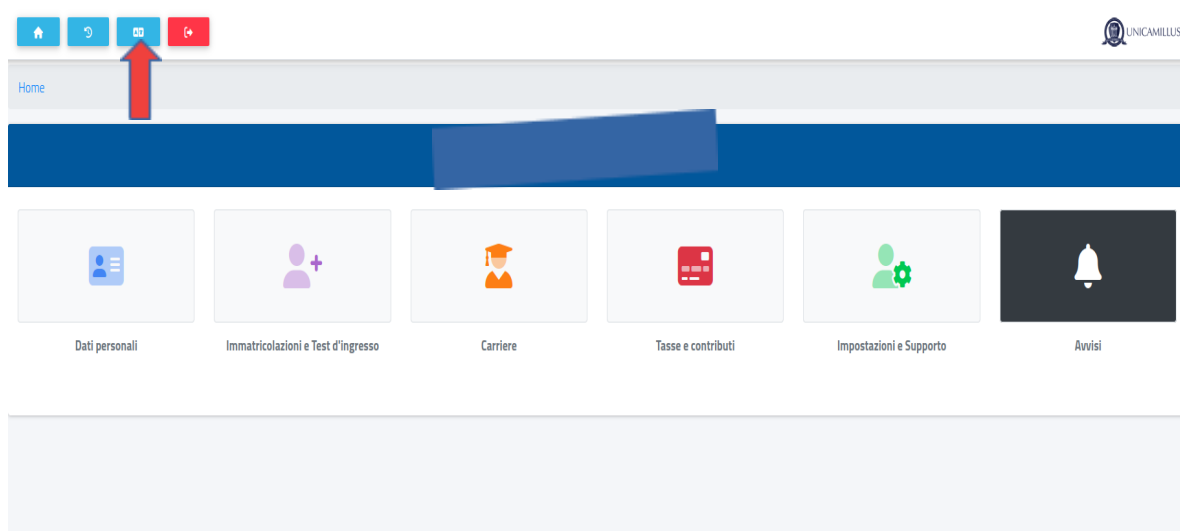 UNICAMILLUS
Home
Dati personali
Immatricolazioni e Test d'ingresso
Carriere
Tasse e contributi
Impostazioni e Supporto
Avvisi